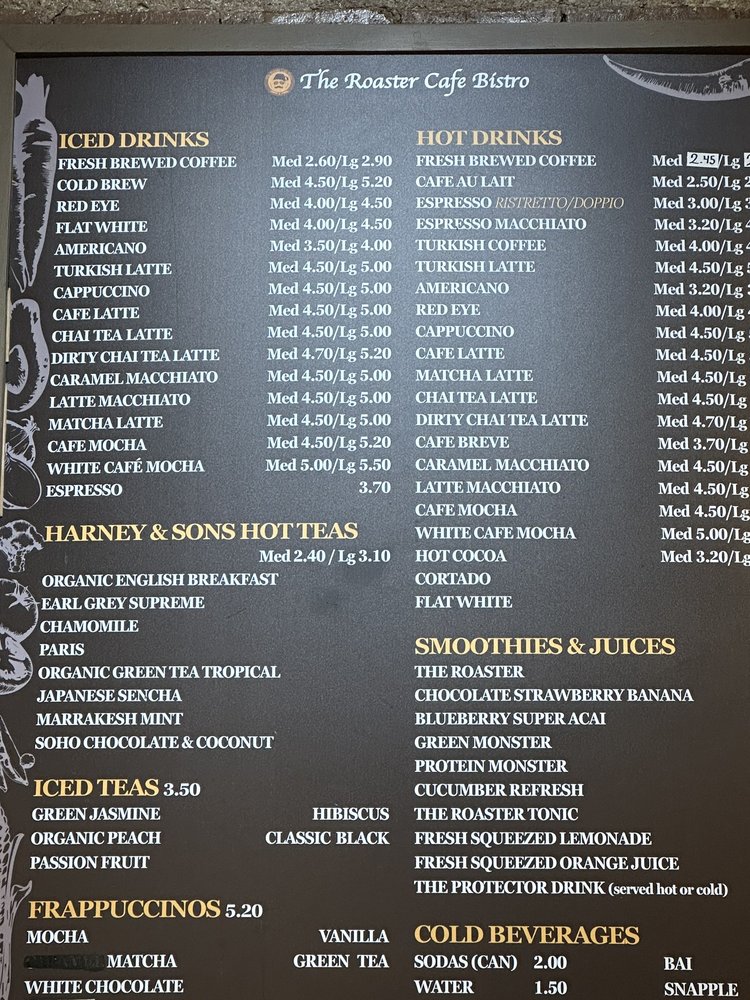 The Roaster Cafe Bistro
ICED DRINKS
FRESH BREWED COFFEE Med 2.60/Lg 2.90
COLD BREW Med 4.50/Lg 5.20
RED EYE Med 4.00/Lg 4.50
FLAT WHITE Med 4.00/Lg 4.50
AMERICANO Med 3.50/Lg 4.00
TURKISH LATTE Med 4.50/Lg 5.00
CAPPUCCINO Med 4.50/Lg 5.00
CAFE LATTE Med 4.50/Lg 5.00
CHAI TEA LATTE Med 4.50/Lg 5.00
DIRTY CHAI TEA LATTE Med 4.70/Lg 5.20
CARAMEL MACCHIATO Med 4.50/Lg 5.00
LATTE MACCHIATO Med 4.50/Lg 5.00
MATCHA LATTE Med 4.50/Lg 5.00
CAFE MOCHA Med 4.50/Lg 5.20
WHITE CAFÉ MOCHA Med 5.00/Lg 5.50
ESPRESSO 3.70
HARNEY & SONS HOT TEAS
Med 2.40 / Lg 3.10
ORGANIC ENGLISH BREAKFAST
EARL GREY SUPREME
CHAMOMILE
PARIS
ORGANIC GREEN TEA TROPICAL
JAPANESE SENCHA
MARRAKESH MINT
SOHO CHOCOLATE & COCONUT
ICED TEAS 3.50
GREEN JASMINE HIBISCUS
ORGANIC PEACH CLASSIC BLACK
PASSION FRUIT
FRAPPUCCINOS 5.20
MOCHA VANILLA
MATCHA GREEN TEA
WHITE CHOCOLATE
HOT DRINKS
FRESH BREWED COFFEE Med 2.45/Lg
CAFE AU LAIT Med 2.50/Lg
ESPRESSO RISTRETTO/DOPPIO Med 3.00/Lg
ESPRESSO MACCHIATO Med 3.20/Lg
TURKISH COFFEE Med 4.00/Lg
TURKISH LATTE Med 4.50/Lg
AMERICANO Med 3.20/Lg
RED EYE Med 4.00/Lg
CAPPUCCINO Med 4.50/Lg
CAFE LATTE Med 4.50/Lg
MATCHA LATTE Med 4.50/Lg
CHAI TEA LATTE Med 4.50/Lg
DIRTY CHAI TEA LATTE Med 4.70/Lg
CAFE BREVE Med 3.70/Lg
CARAMEL MACCHIATO Med 4.50/Lg
LATTE MACCHIATO Med 4.50/Lg
CAFE MOCHA Med 4.50/Lg
WHITE CAFE MOCHA Med 5.00/Lg
HOT COCOA Med 3.20/Lg
CORTADO
FLAT WHITE
SMOOTHIES & JUICES
THE ROASTER
CHOCOLATE STRAWBERRY BANANA
BLUEBERRY SUPER ACAI
GREEN MONSTER
PROTEIN MONSTER
CUCUMBER REFRESH
THE ROASTER TONIC
FRESH SQUEEZED LEMONADE
FRESH SQUEEZED ORANGE JUICE
THE PROTECTOR DRINK (served hot or cold)
COLD BEVERAGES
SODAS (CAN) 2.00 BAI
WATER 1.50 SNAPPLE